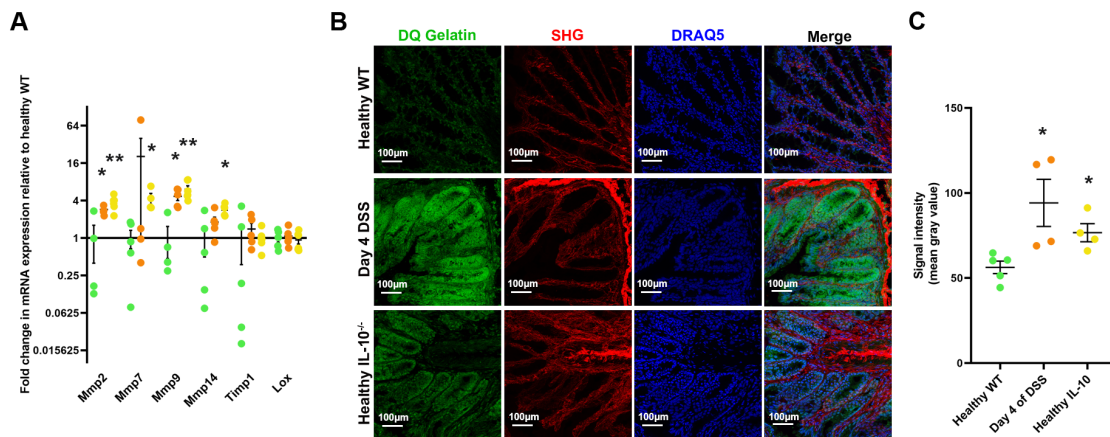 A
Fold change in mRNA expression relative to healthy WT
64
16
4
1
0.25
0.0625
0.015625
* ** * * ** *
Mmp2 Mmp7 Mmp9 Mmp14 Timp1 Lox
B
DQ Gelatin SHG DRAQ5 Merge
Healthy WT
100µm 100µm 100µm 100µm
Day 4 DSS
100µm 100µm 100µm 100µm
Healthy IL-10-/-
100µm 100µm 100µm 100µm
C
Signal intensity
(mean gray value)
150
100
50
0
* *
Healthy WT Day 4 of DSS Healthy IL-10